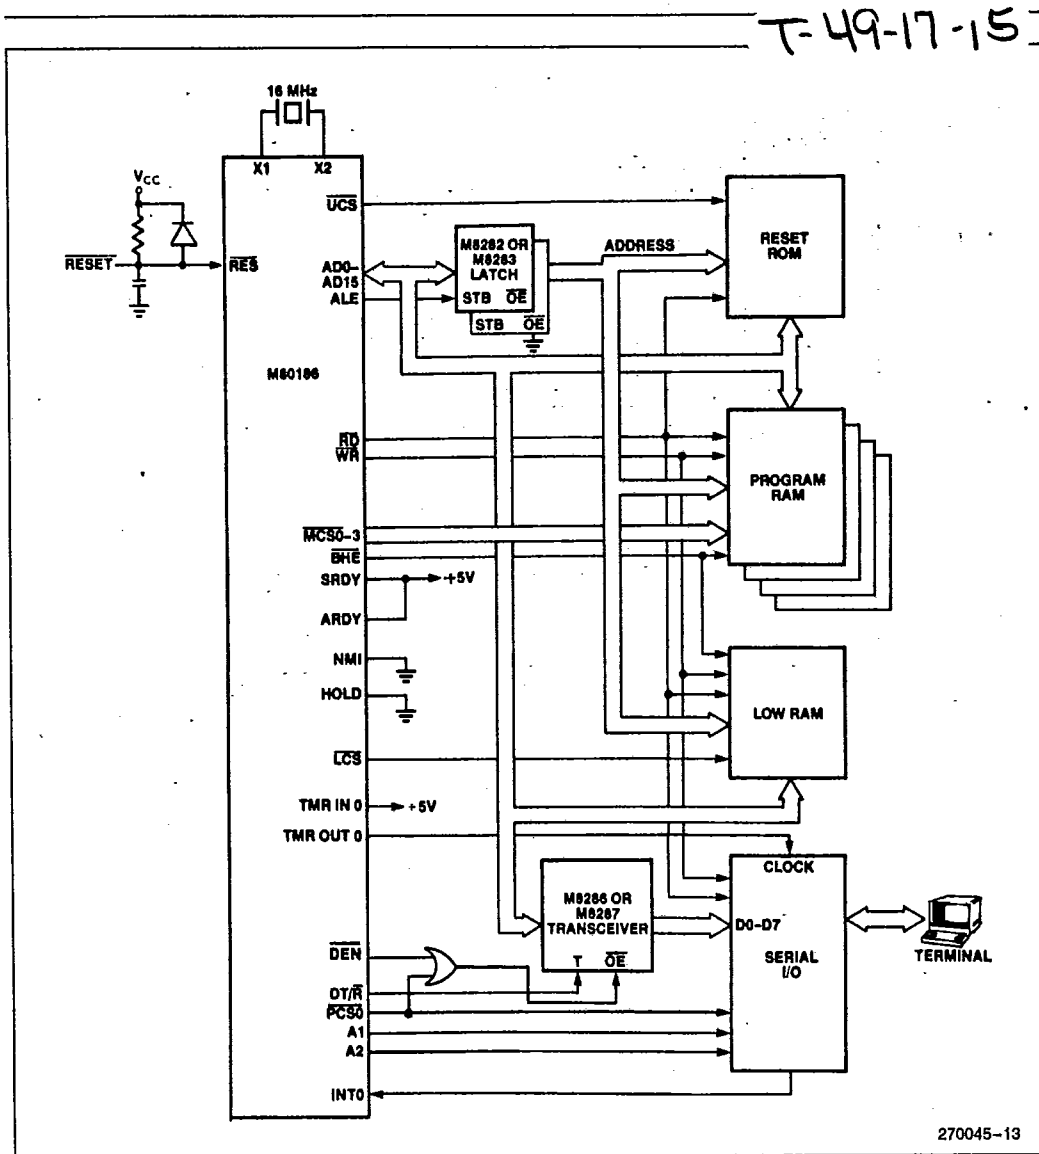 T-49-17-15
16 MHz
X1 X2
VCC
RESET
RES
UCS
AD0-
AD15
ALE
M80186
RD
WR
MCS0-3
BHE
SRDY
+5V
ARDY
NMI
HOLD
LCS
TMR IN 0
+5V
TMR OUT 0
DEN
DT/R
PCS0
A1
A2
INT0
M8282 OR
M8283
LATCH
STB OE
STB OE
ADDRESS
RESET
ROM
PROGRAM
RAM
LOW RAM
M8286 OR
M8287
TRANSCEIVER
T OE
CLOCK
D0-D7
SERIAL
I/O
TERMINAL
270045-13